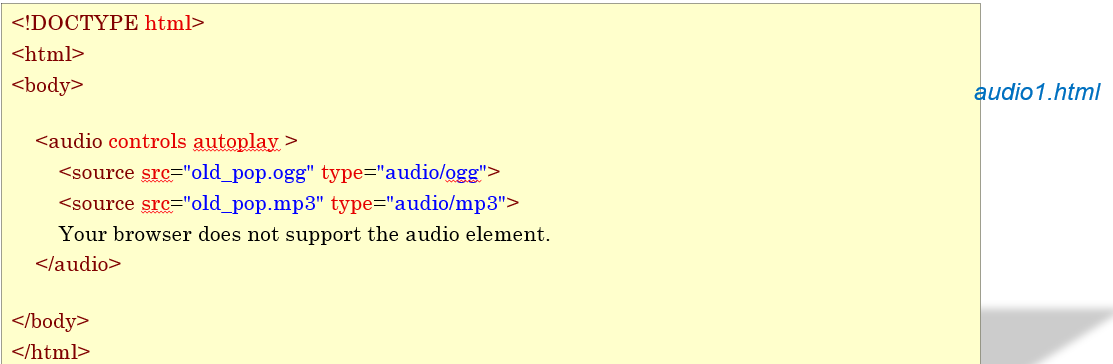 <!DOCTYPE html>
<html>
<body>
audio1.html
<audio controls autoplay >
<source src="old_pop.ogg" type="audio/ogg">
<source src="old_pop.mp3" type="audio/mp3">
Your browser does not support the audio element.
</audio>
</body>
</html>